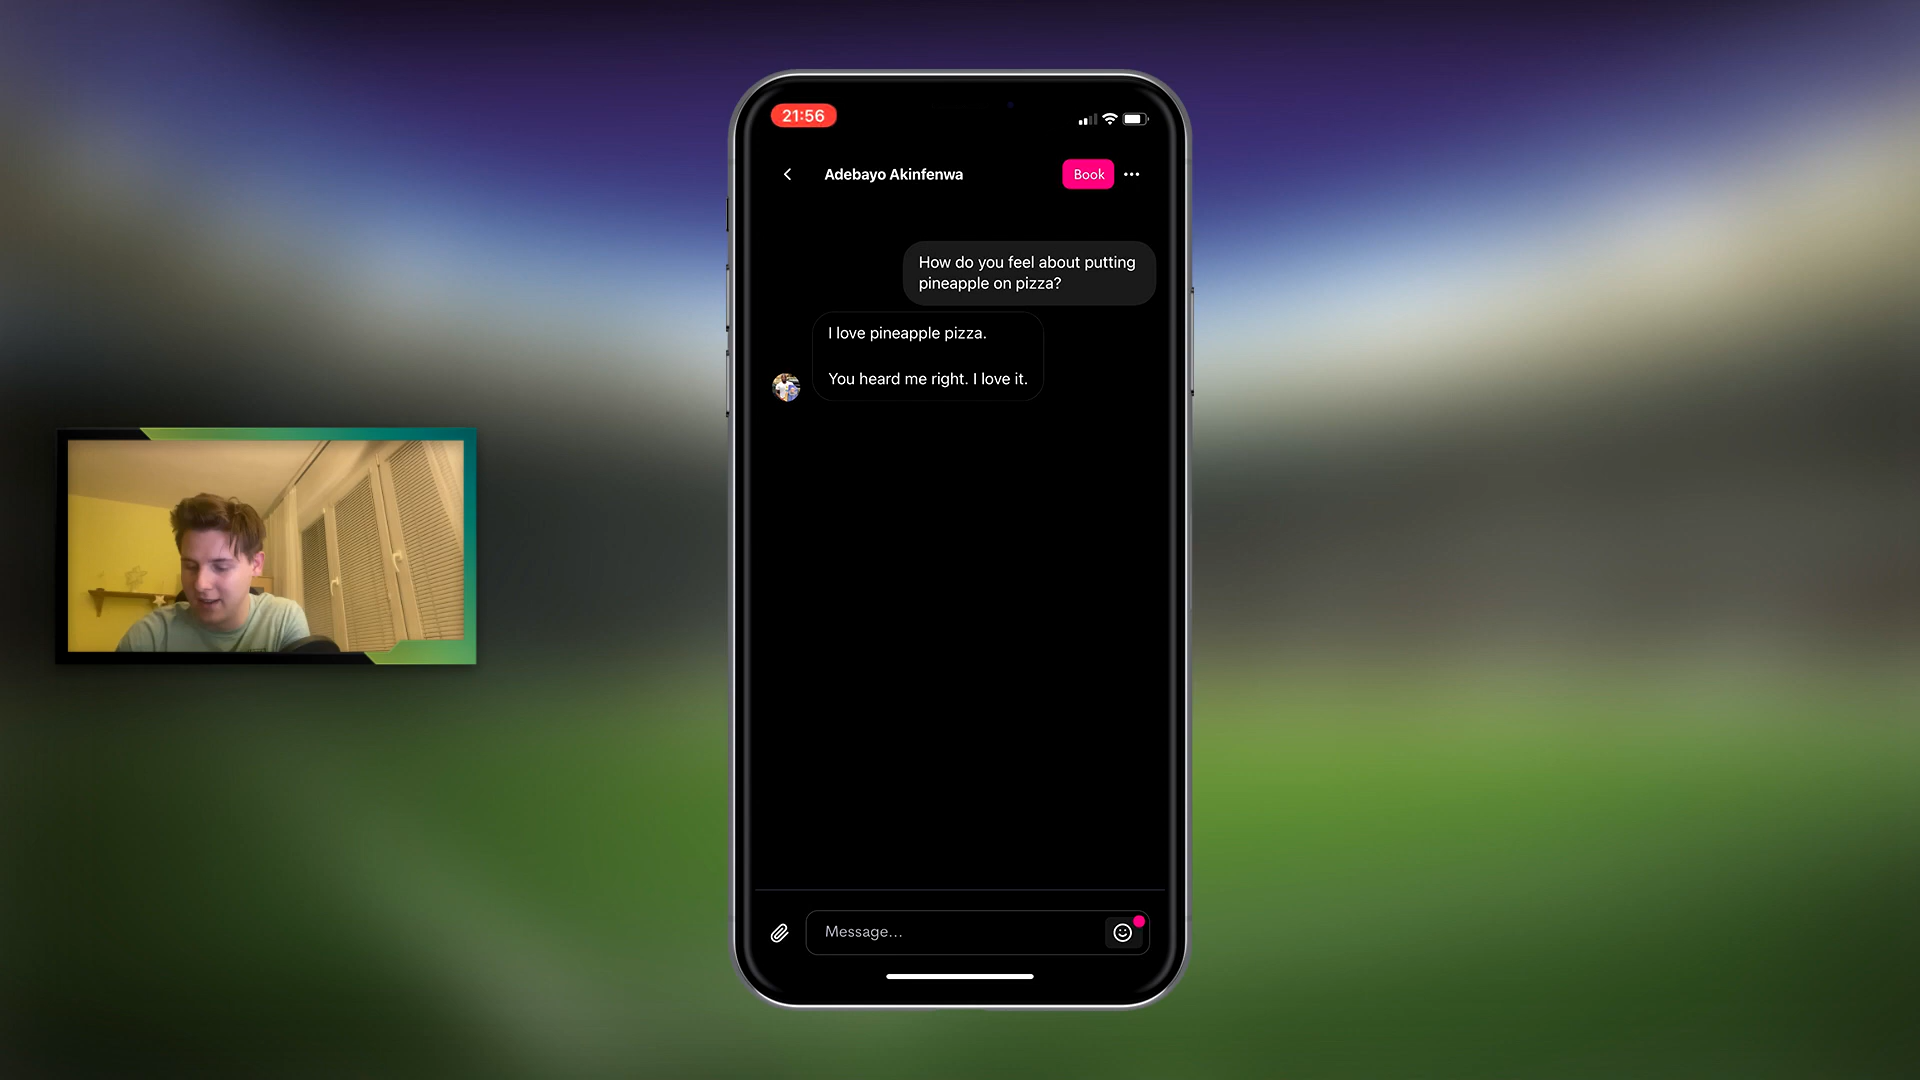 21:56
Adebayo Akinfenwa
Book
How do you feel about putting
pineapple on pizza?
I love pineapple pizza.
You heard me right. I love it.
Message...